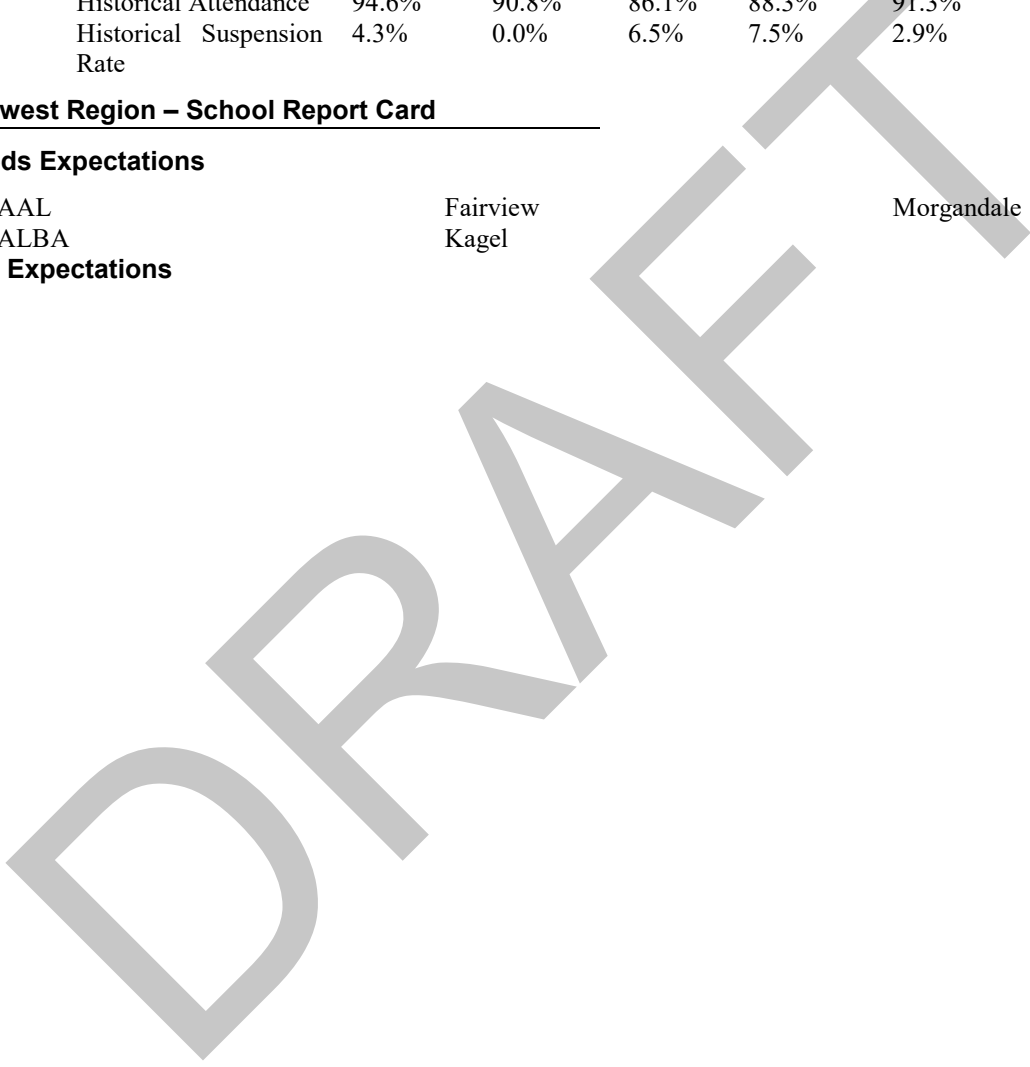 Historical Attendance 94.6% 90.8% 86.1% 88.3% 91.3%
Historical Suspension 4.3% 0.0% 6.5% 7.5% 2.9%
Rate
west Region – School Report Card
ds Expectations
AAL Fairview Morgandale
ALBA Kagel
Expectations
DRAFT